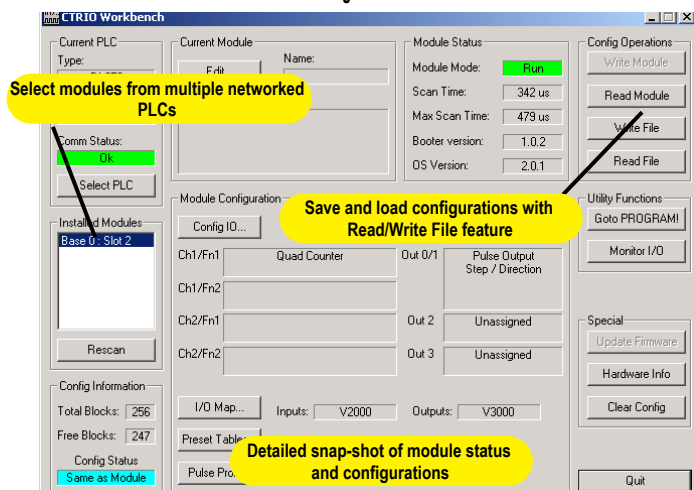 CTRIO Workbench
Current PLC
Type:
Select modules from multiple networked
PLCs
Comm Status:
Ok
Select PLC
Installed Modules
Base 0 : Slot 2
Rescan
Config Information
Total Blocks: 256
Free Blocks: 247
Config Status
Same as Module
Current Module
Name:
Edit
Module Configuration
Config IO...
Ch1/Fn1 Quad Counter
Ch1/Fn2
Ch2/Fn1
Ch2/Fn2
Out 0/1 Pulse Output
Step / Direction
Out 2 Unassigned
Out 3 Unassigned
I/O Map... Inputs: V2000 Outputs: V3000
Preset
Pulse
Detailed snap-shot of module status
and configurations
Module Status
Module Mode: Run
Scan Time: 342 us
Max Scan Time: 479 us
Booter version: 1.0.2
OS Version: 2.0.1
Save and load configurations with
Read/Write File feature
Config Operations
Write Module
Read Module
Write File
Read File
Utility Functions
Goto PROGRAM!
Monitor I/O
Special
Update Firmware
Hardware Info
Clear Config
Quit